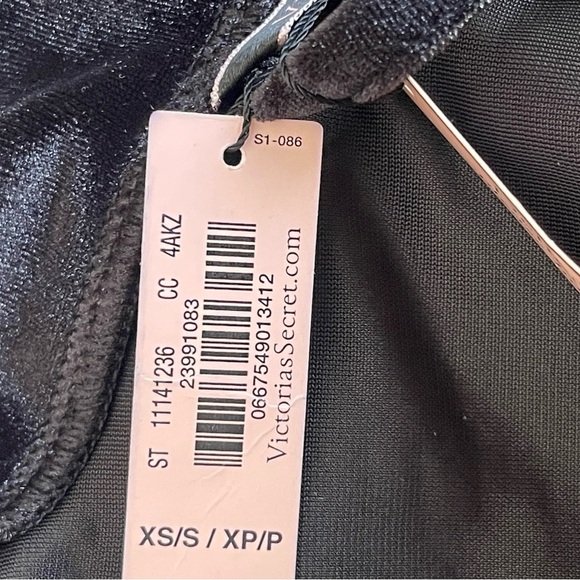 S1-086
ST 11141236 CC 4AKZ
23991083
0667549013412
VictoriasSecret.com
XS/S / XP/P